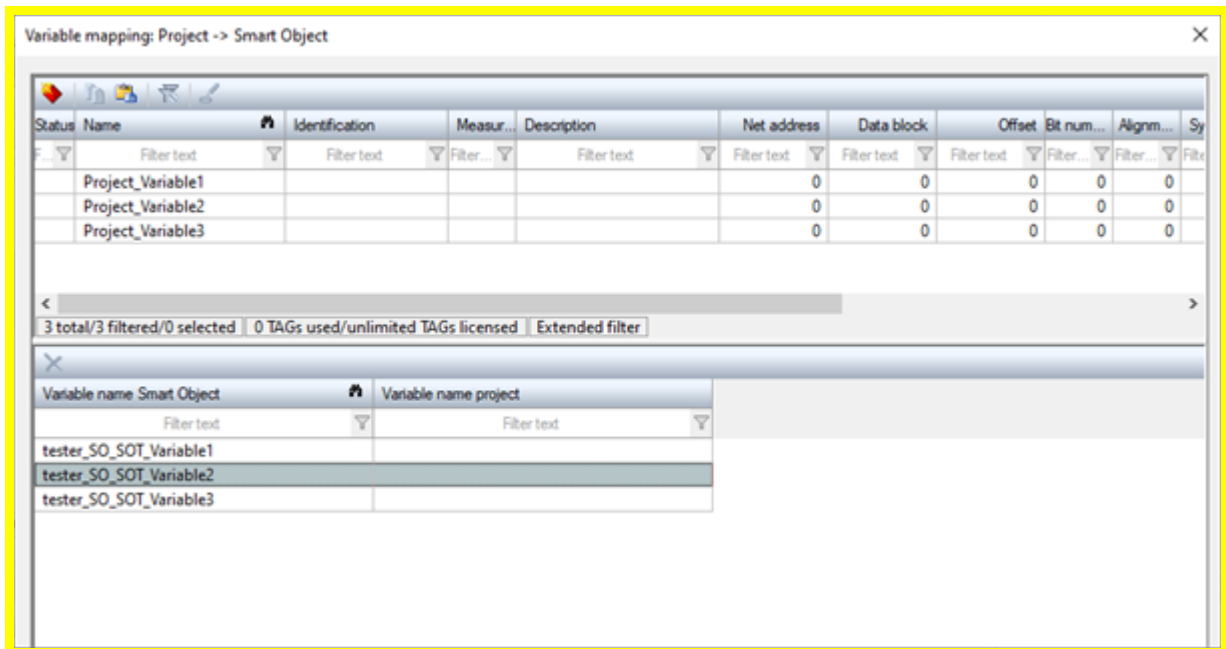 Variable mapping: Project -> Smart Object
Status Name Identification Measur... Description Net address Data block Offset Bit num... Alignm... Sy
F... Filter text Filter text Filter... Filter text Filter text Filter text Filter text Filter... Filter... Filte
Project_Variable1 0 0 0 0 0
Project_Variable2 0 0 0 0 0
Project_Variable3 0 0 0 0 0
3 total/3 filtered/0 selected 0 TAGs used/unlimited TAGs licensed Extended filter
Variable name Smart Object Variable name project
Filter text Filter text
tester_SO_SOT_Variable1
tester_SO_SOT_Variable2
tester_SO_SOT_Variable3